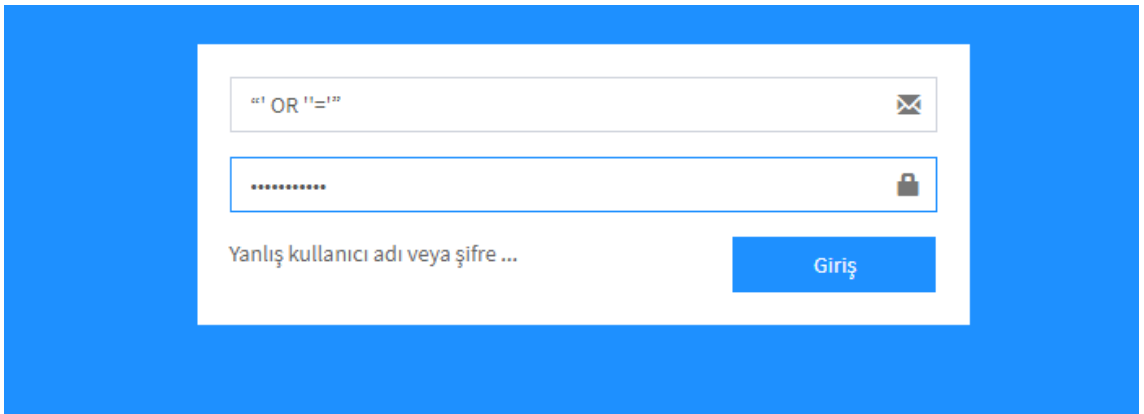 “' OR ''='”
•••••••••••
Yanlış kullanıcı adı veya şifre ...
Giriş